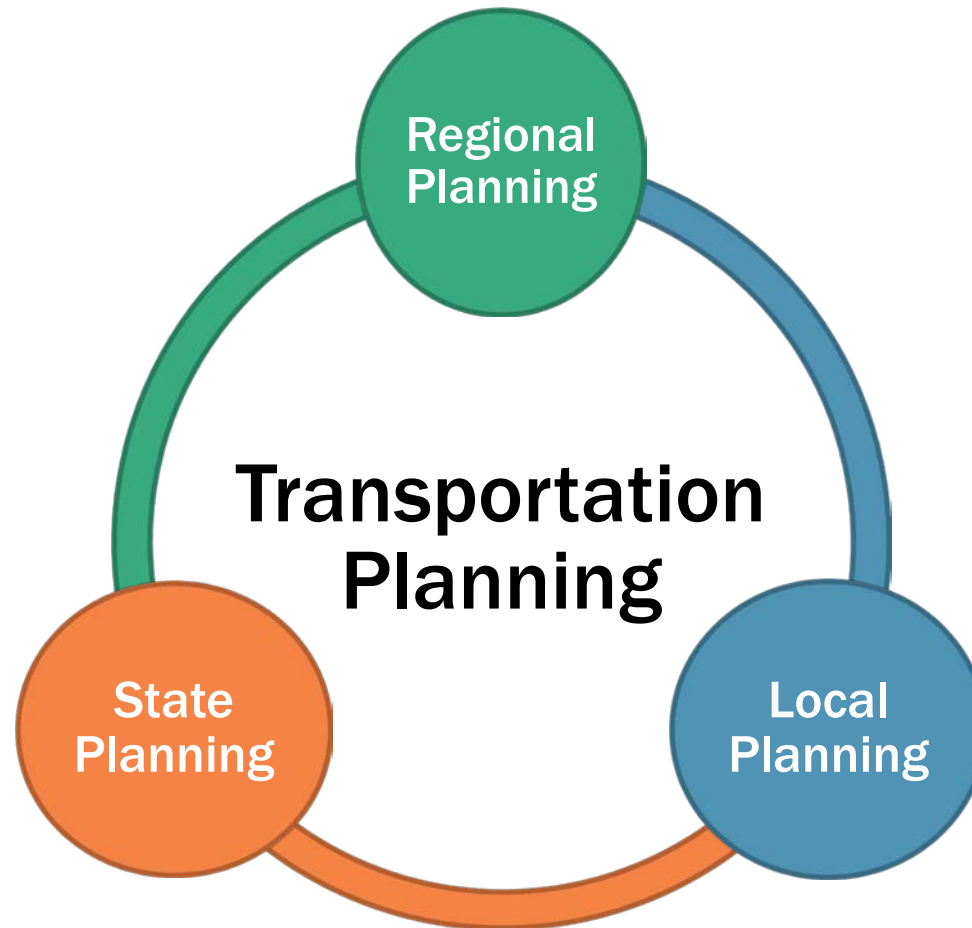 Regional
Planning
Transportation
Planning
State
Planning
Local
Planning